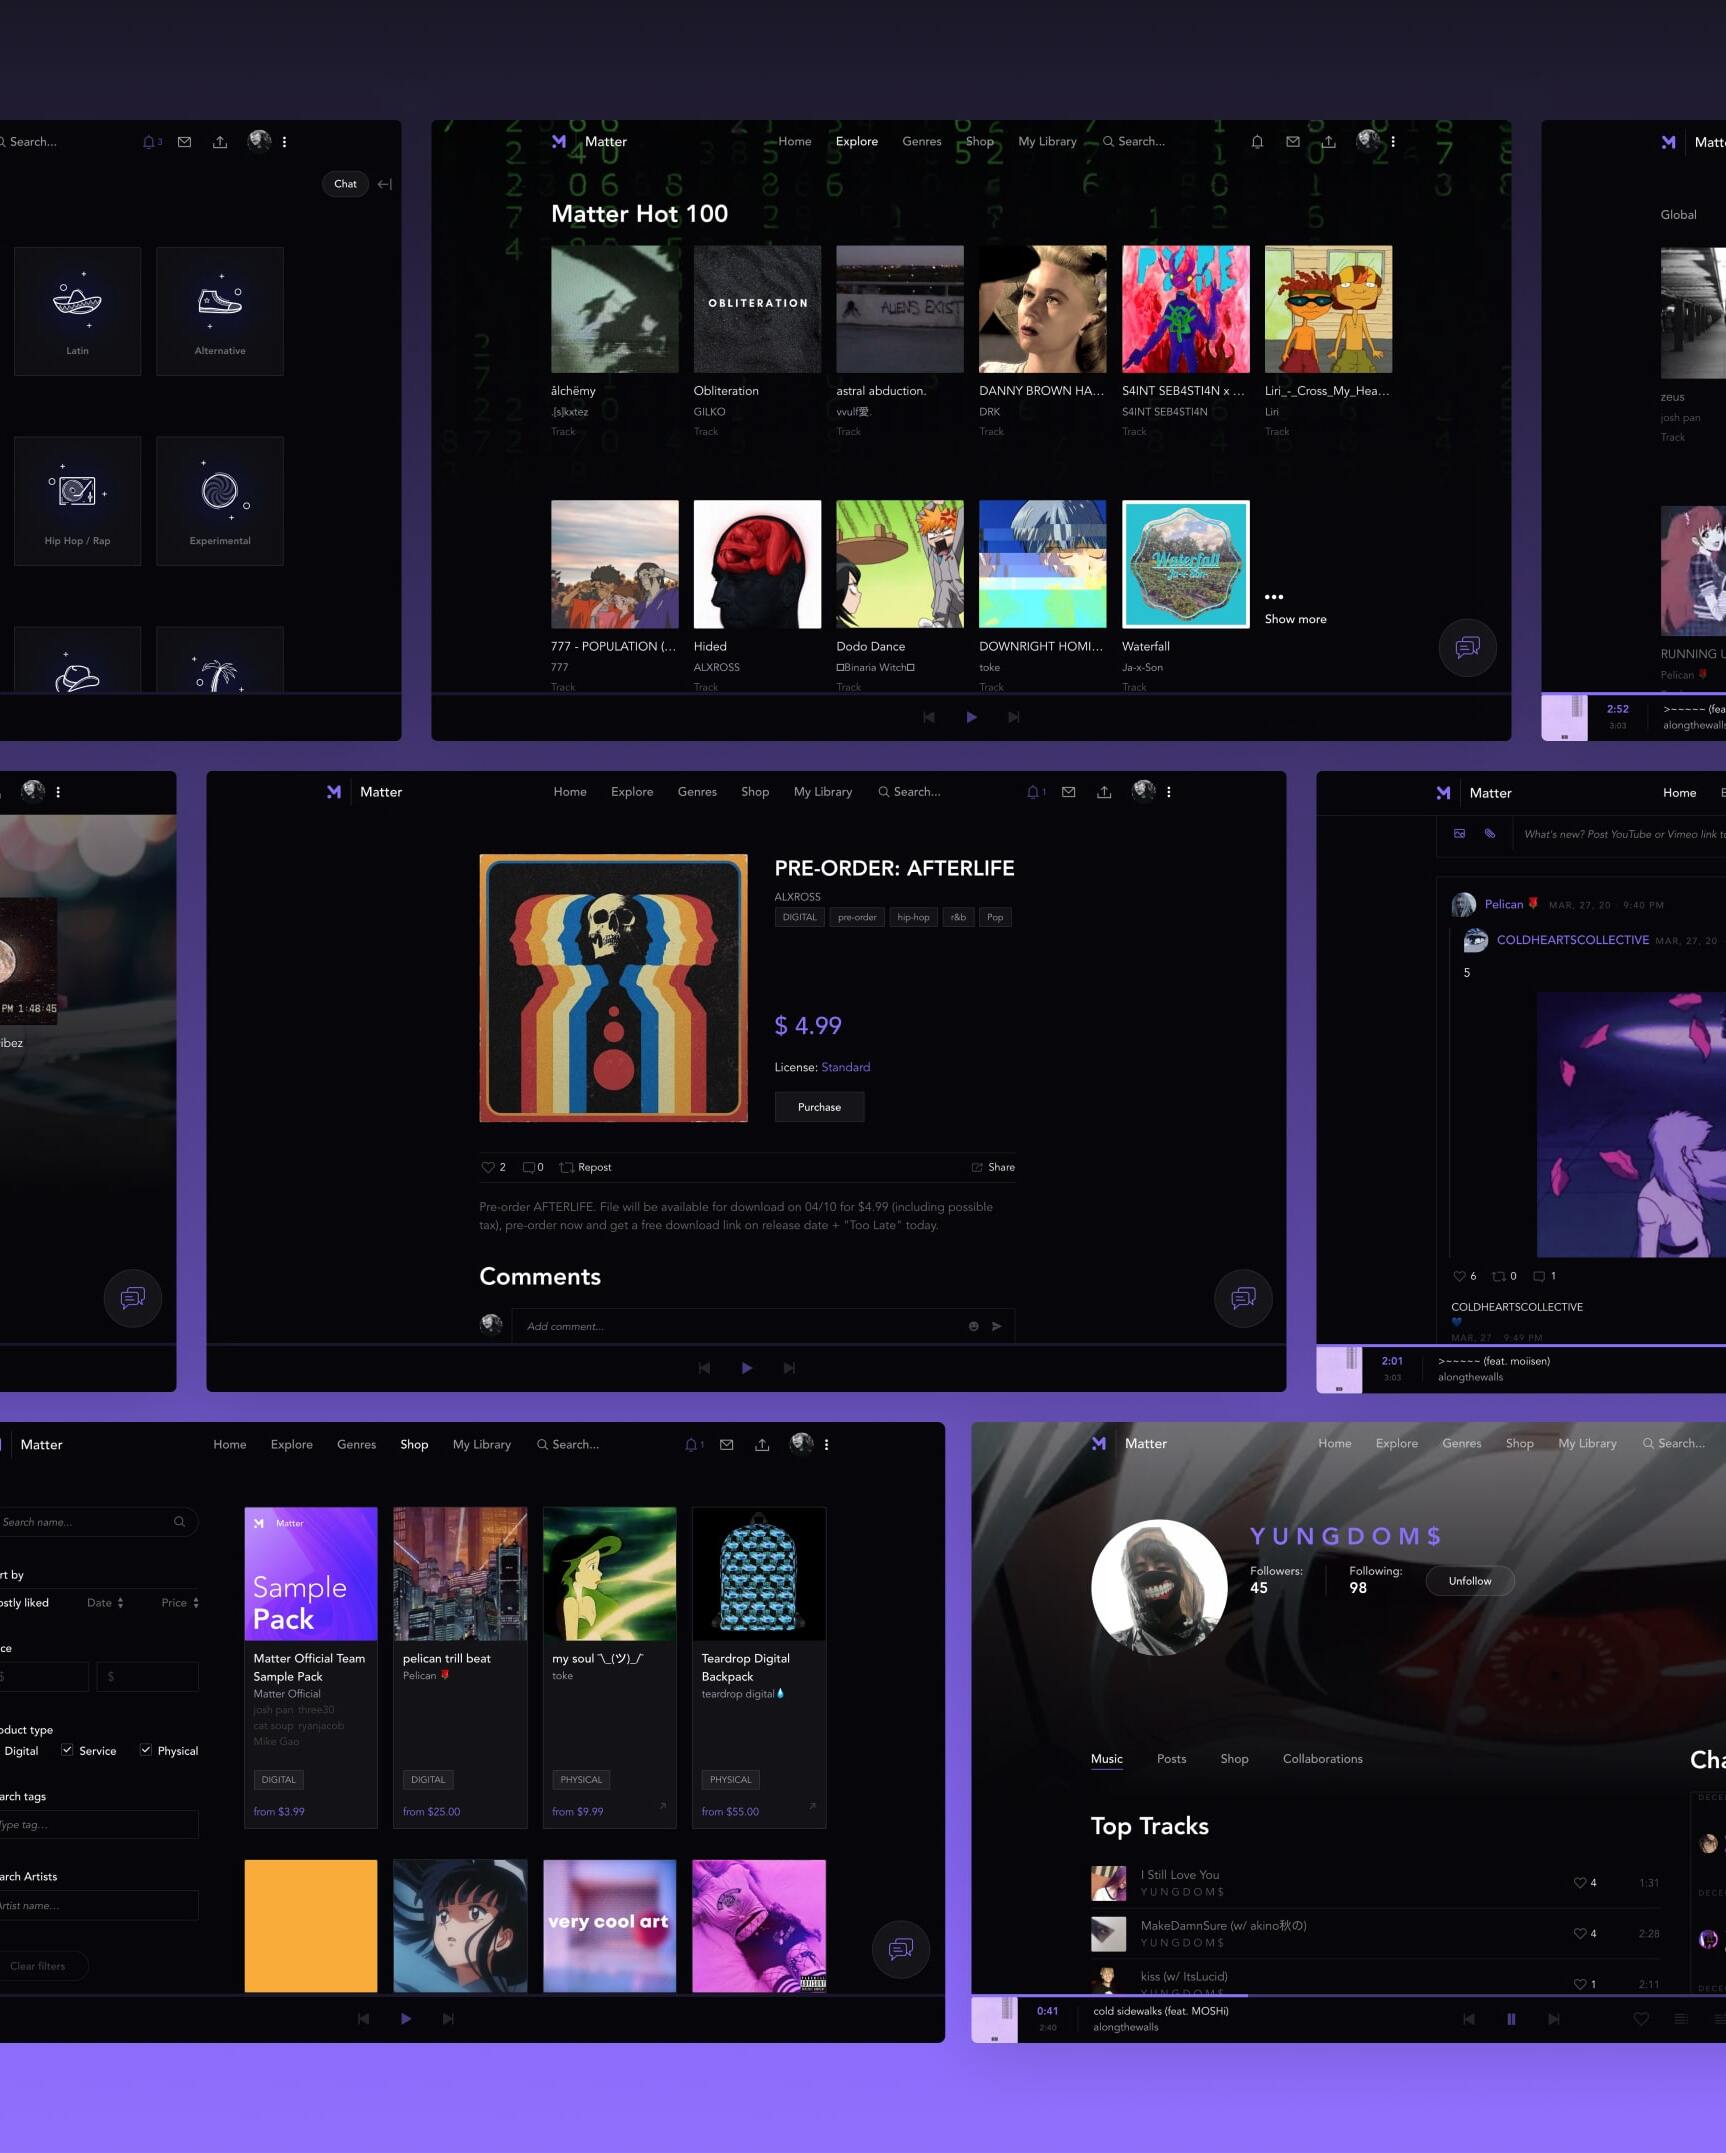 Search...
3
Chat
Latin
Alternative
Hip Hop / Rap
Experimental
Matter
Home
Explore
Genres
Shop
My Library
Search...
Matter Hot 100
OBLITERATION
ALIENS EXIST
ålchëmy
.[s]kxtez
Track
Obliteration
GILKO
Track
astral abduction.
vvulf愛.
Track
DANNY BROWN HA...
DRK
Track
S4INT SEB4STI4N x ...
S4INT SEB4STI4N
Track
Liri_-_Cross_My_Hea...
Liri
Track
Waterfall
Ja-x-Son
777 - POPULATION (...
777
Track
Hided
ALXROSS
Track
Dodo Dance
□Binaria Witch□
Track
DOWNRIGHT HOMI...
toke
Track
Waterfall
Ja-x-Son
Track
Show more
Global
zeus
josh pan
Track
RUNNING U
Pelican 🌹
2:52
3:03
>~~~~~ (fea
alongthewalls
PM 1:48:45
ibez
Matter
Home
Explore
Genres
Shop
My Library
Search...
1
PRE-ORDER: AFTERLIFE
ALXROSS
DIGITAL
pre-order
hip-hop
r&b
Pop
$ 4.99
License: Standard
Purchase
2
0
Repost
Share
Pre-order AFTERLIFE. File will be available for download on 04/10 for $4.99 (including possible
tax), pre-order now and get a free download link on release date + "Too Late" today.
Comments
Add comment...
Matter
Home
What's new? Post YouTube or Vimeo link to
Pelican 🌹 MAR, 27, 20 · 9:40 PM
COLDHEARTSCOLLECTIVE MAR, 27, 20
5
6
0
1
COLDHEARTSCOLLECTIVE
💙
MAR, 27 · 9:49 PM
2:01
3:03
>~~~~~ (feat. moiisen)
alongthewalls
Matter
Home
Explore
Genres
Shop
My Library
Search...
1
Search name...
rt by
ostly liked
Date
Price
ce
$
$
oduct type
Digital
Service
Physical
arch tags
Type tag...
arch Artists
Artist name...
Clear filters
Matter
Sample
Pack
Matter Official Team
Sample Pack
Matter Official
josh pan three30
cat soup ryanjacob
Mike Gao
DIGITAL
from $3.99
pelican trill beat
Pelican 🌹
DIGITAL
from $25.00
my soul ¯\_(ツ)_/¯
toke
PHYSICAL
from $9.99
Teardrop Digital
Backpack
teardrop digital💧
PHYSICAL
from $55.00
very cool art
Matter
Home
Explore
Genres
Shop
My Library
Search...
YUNGDOM$
Followers:
45
Following:
98
Unfollow
Music
Posts
Shop
Collaborations
Cha
Top Tracks
I Still Love You
YUNGDOM$
4
1:31
MakeDamnSure (w/ akino秋の)
YUNGDOM$
4
2:28
kiss (w/ ItsLucid)
YUNGDOM$
1
2:11
0:41
2:40
cold sidewalks (feat. MOSHi)
alongthewalls